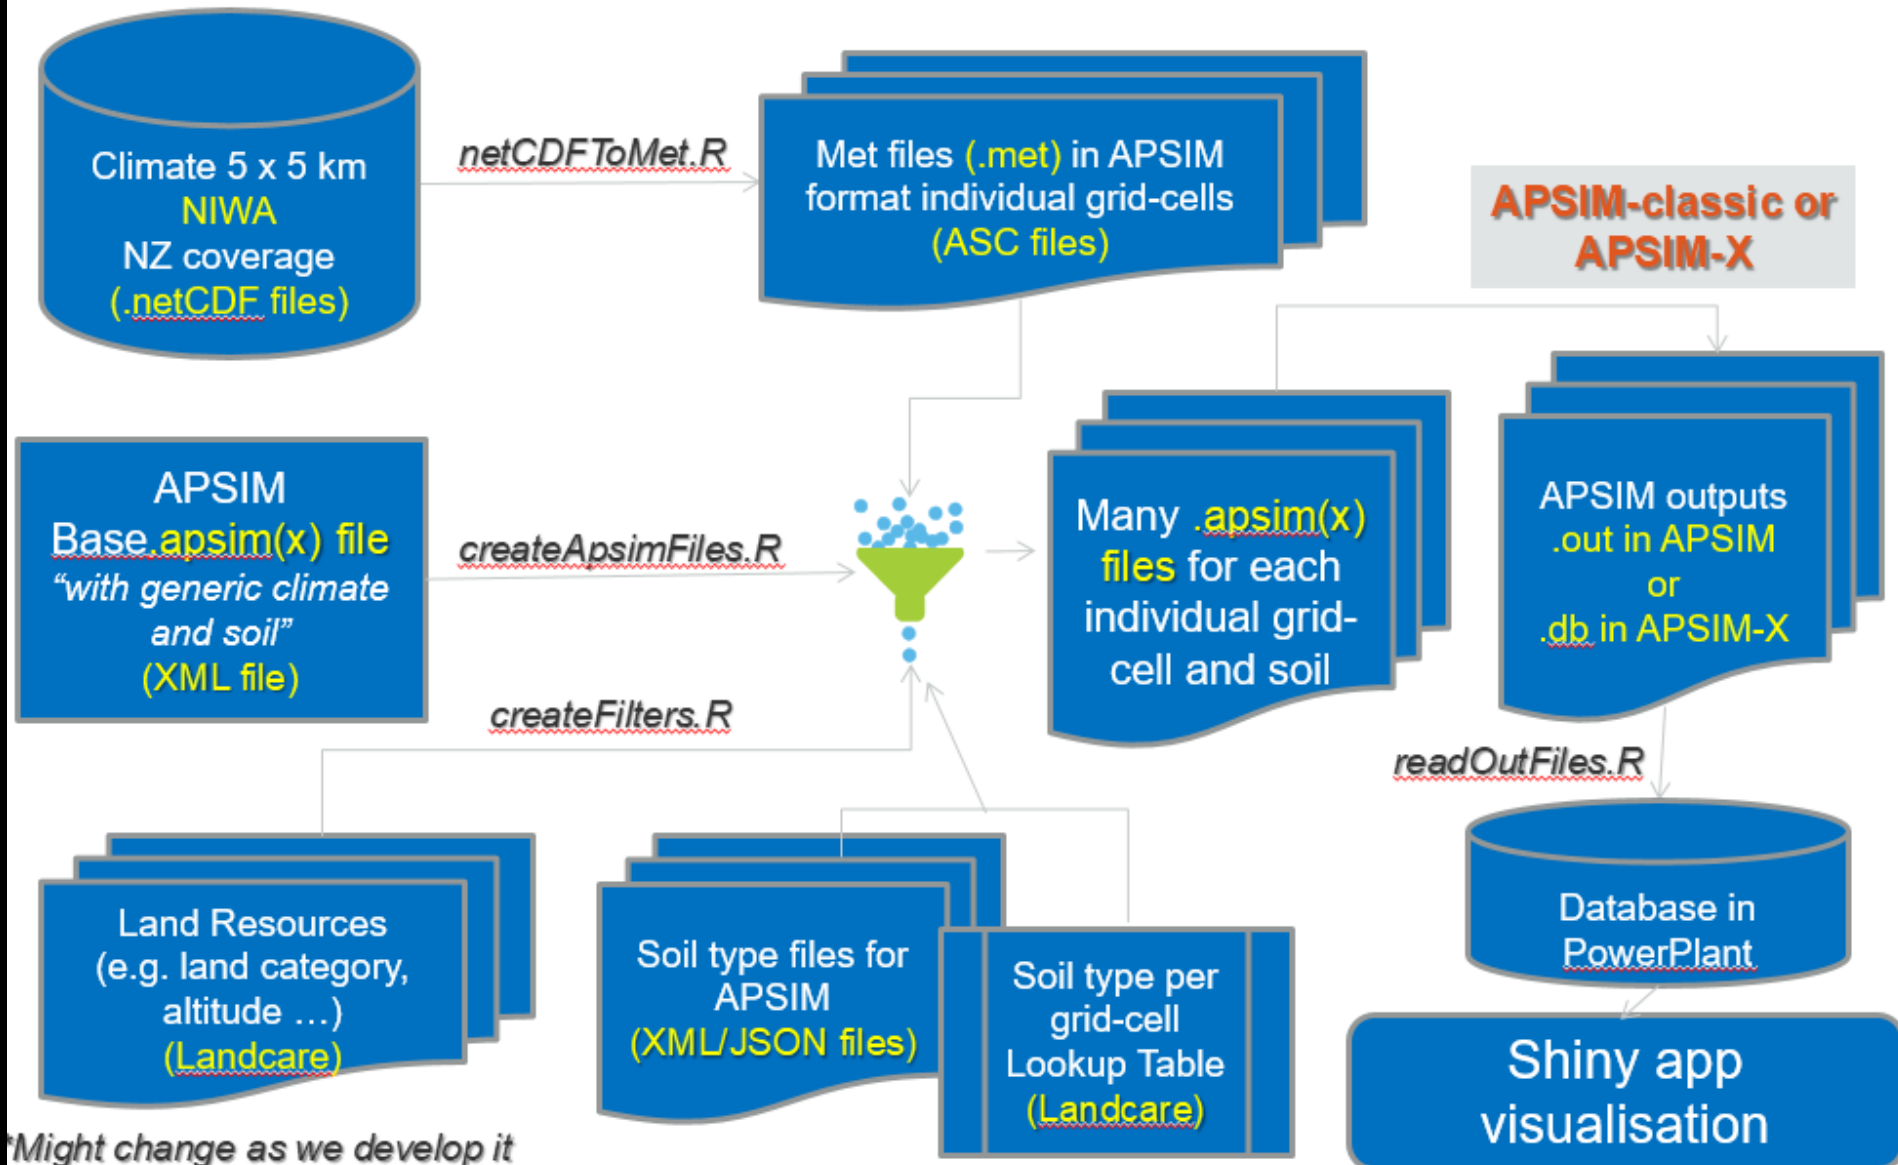 Climate 5 x 5 km
NIWA
NZ coverage
(.netCDF files)
netCDFToMet.R
Met files (.met) in APSIM
format individual grid-cells
(ASC files)
APSIM-classic or
APSIM-X
APSIM
Base.apsim(x) file
“with generic climate
and soil”
(XML file)
createApsimFiles.R
Many .apsim(x)
files for each
individual grid-
cell and soil
APSIM outputs
.out in APSIM
or
.db in APSIM-X
createFilters.R
readOutFiles.R
Land Resources
(e.g. land category,
altitude …)
(Landcare)
Soil type files for
APSIM
(XML/JSON files)
Soil type per
grid-cell
Lookup Table
(Landcare)
Database in
PowerPlant
Shiny app
visualisation
*Might change as we develop it